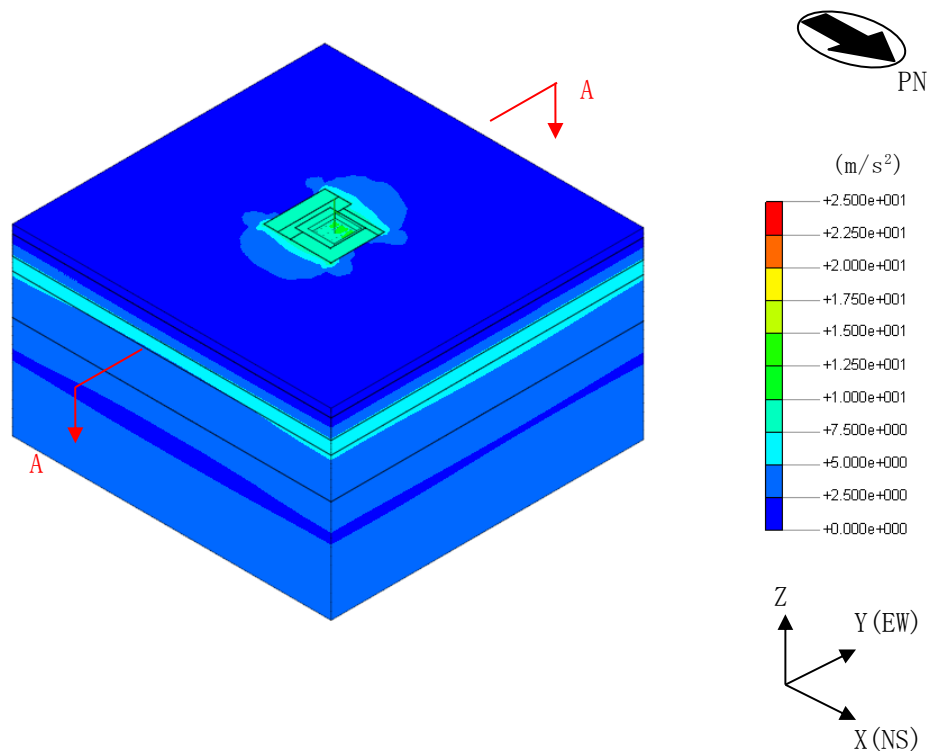 PN
A
(m/s²)
+2.500e+001
+2.250e+001
+2.000e+001
+1.750e+001
+1.500e+001
+1.250e+001
+1.000e+001
+7.500e+000
+5.000e+000
+2.500e+000
+0.000e+000
A
Z
Y(EW)
X(NS)